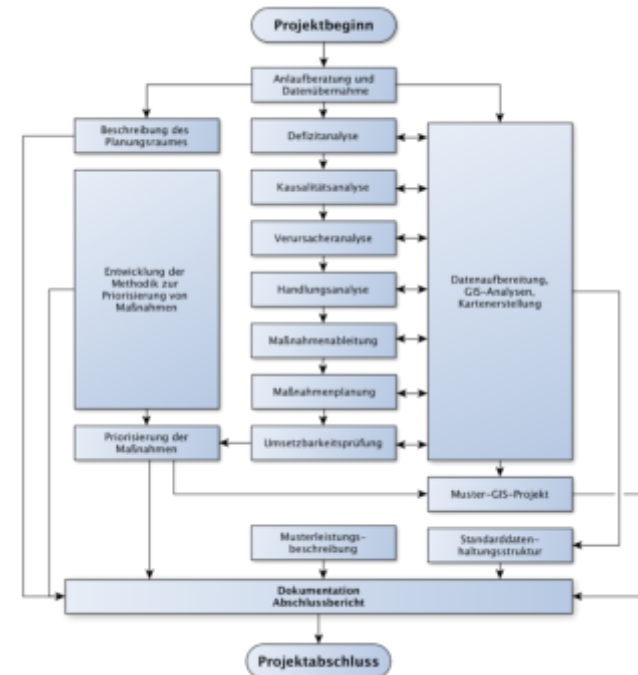 Projektbeginn
Anlaufberatung und
Datenübernahme
Beschreibung des
Planungsraumes
Defizitanalyse
Kausalitätsanalyse
Verursacheranalyse
Entwicklung der
Methodik zur
Priorisierung von
Maßnahmen
Handlungsanalyse
Datenaufbereitung,
GIS-Analysen,
Kartenerstellung
Maßnahmenableitung
Maßnahmenplanung
Priorisierung der
Maßnahmen
Umsetzbarkeitsprüfung
Muster-GIS-Projekt
Musterleistungs-
beschreibung
Standarddaten-
haltungsstruktur
Dokumentation
Abschlussbericht
Projektabschluss